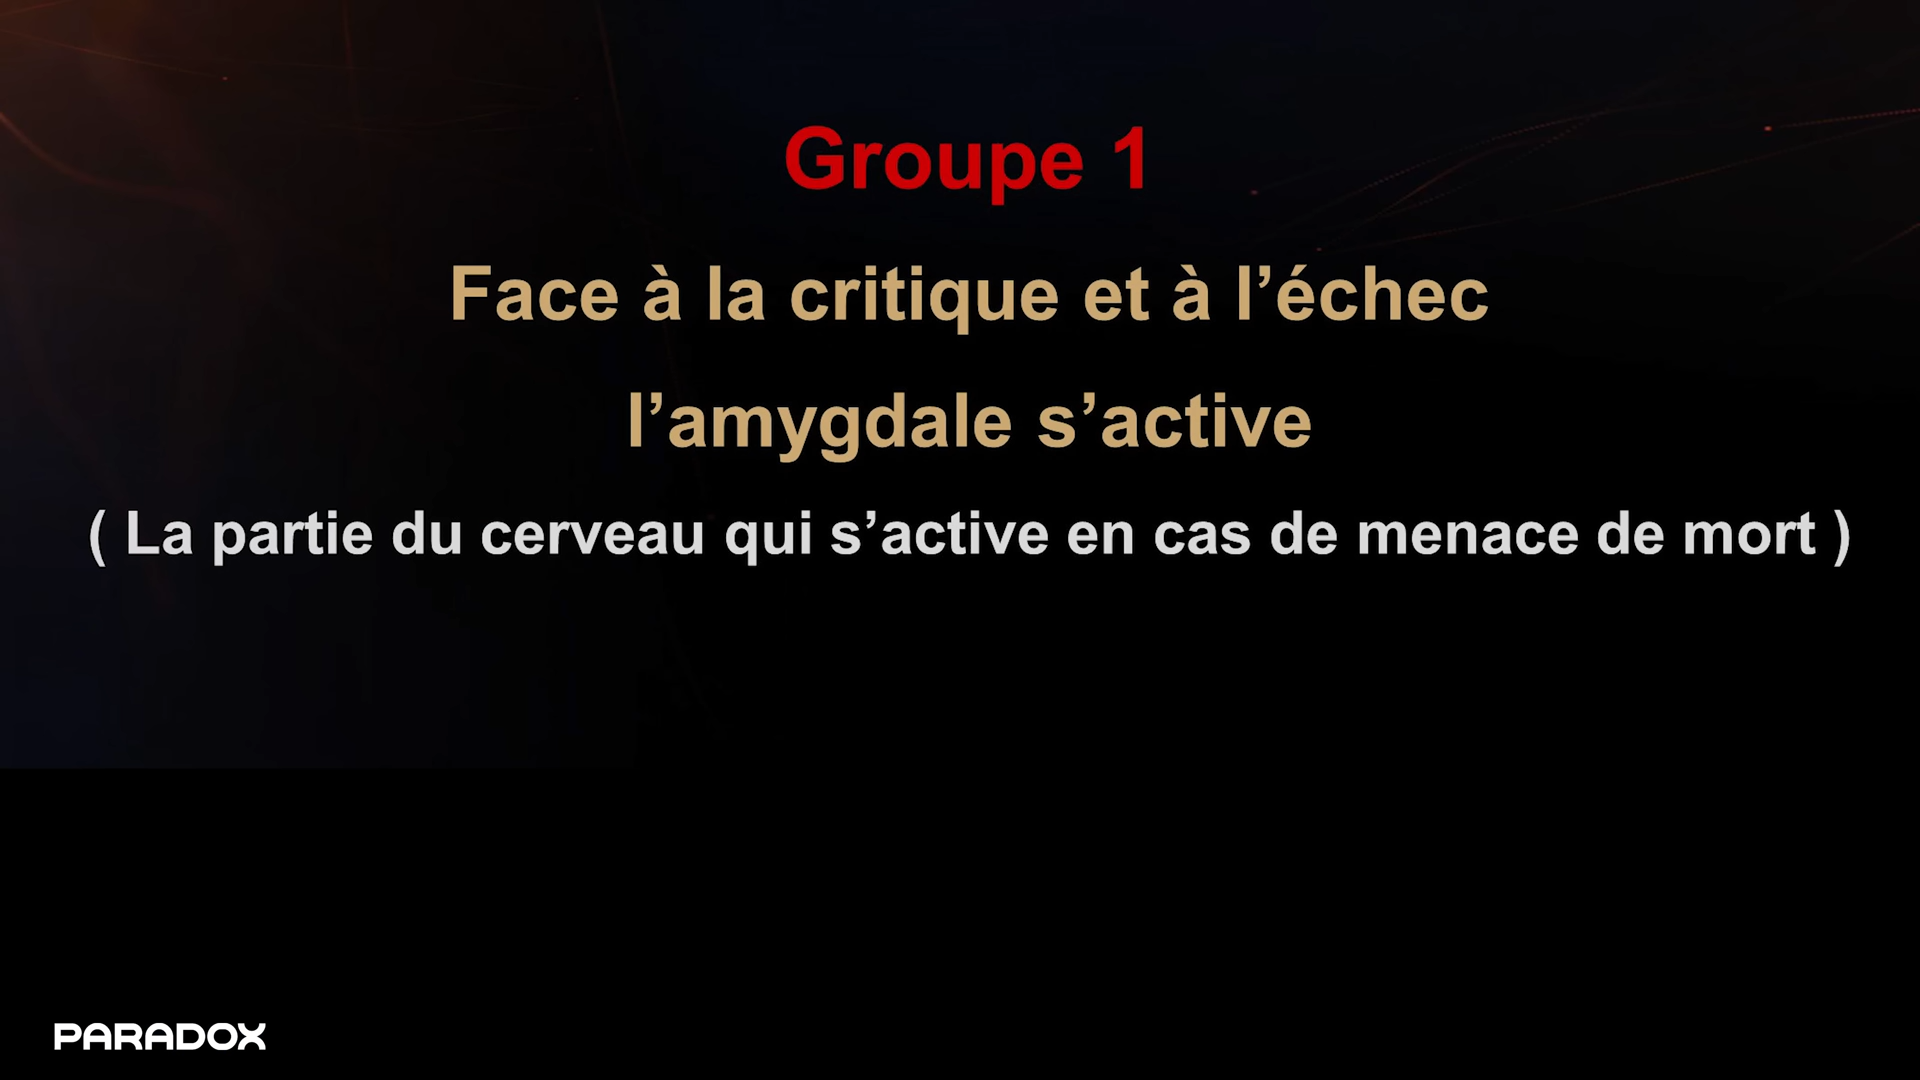 Groupe 1
Face à la critique et à l’échec
l’amygdale s’active
( La partie du cerveau qui s’active en cas de menace de mort )
PARADOX